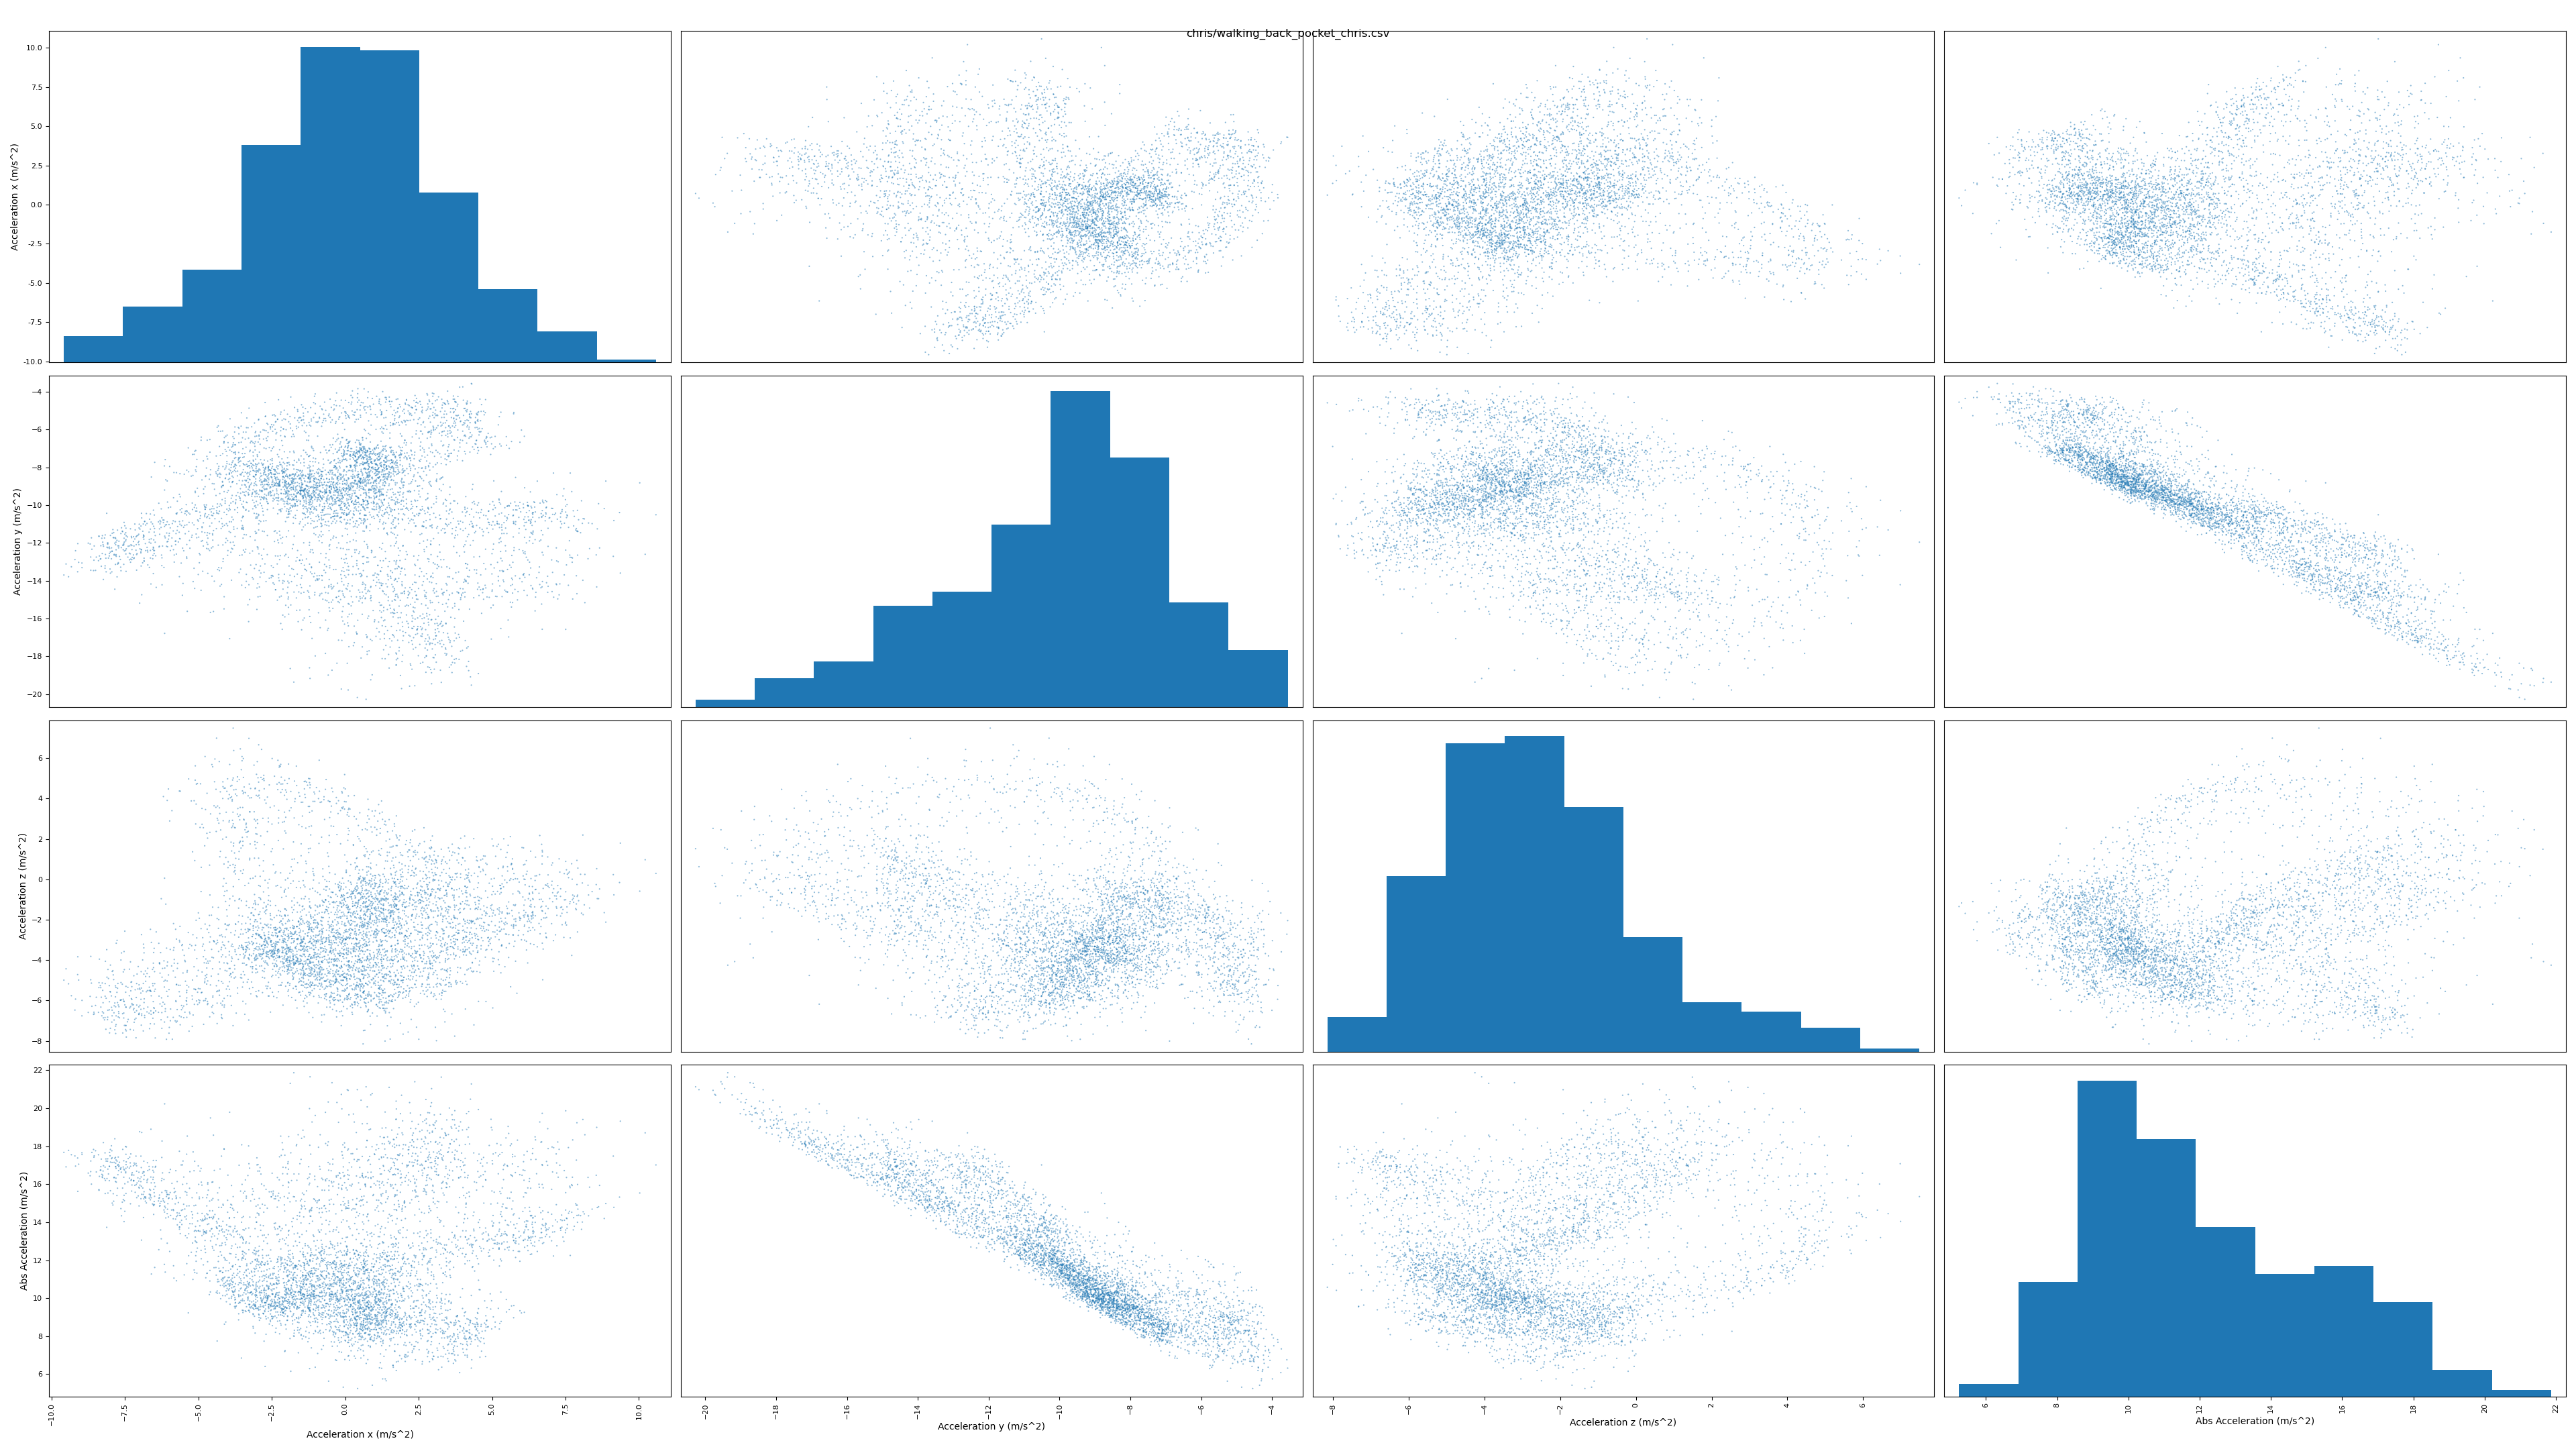 chris/walking_back_pocket_chris.csv
Acceleration x (m/s^2)
10.0
7.5
5.0
2.5
0.0
-2.5
-5.0
-7.5
-10.0
Acceleration y (m/s^2)
−4
−6
−8
−10
−12
−14
−16
−18
−20
Acceleration z (m/s^2)
6
4
2
0
−2
−4
−6
−8
Abs Acceleration (m/s^2)
22
20
18
16
14
12
10
8
6
−10.0 −7.5 −5.0 −2.5 0.0 2.5 5.0 7.5 10.0
Acceleration x (m/s^2)
−20 −18 −16 −14 −12 −10 −8 −6 −4
Acceleration y (m/s^2)
−8 −6 −4 −2 0 2 4 6
Acceleration z (m/s^2)
6 8 10 12 14 16 18 20 22
Abs Acceleration (m/s^2)